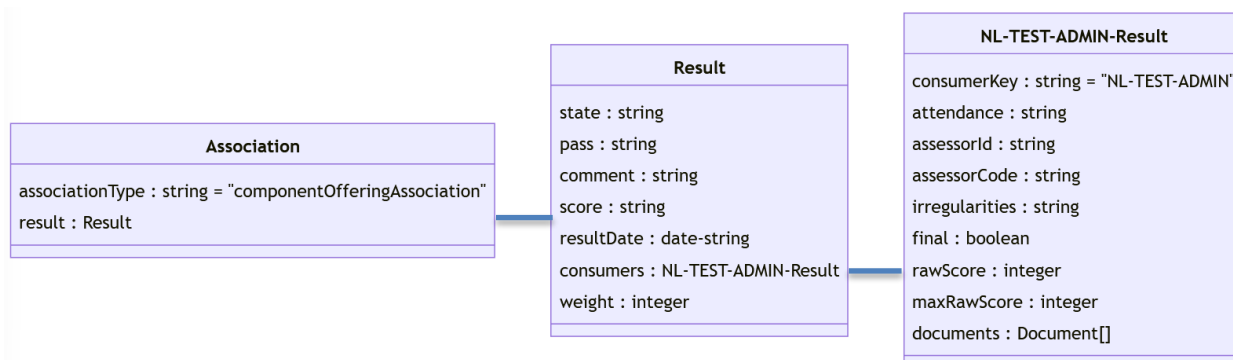 Association
associationType : string = "componentOfferingAssociation"
result : Result
Result
state : string
pass : string
comment : string
score : string
resultDate : date-string
consumers : NL-TEST-ADMIN-Result
weight : integer
NL-TEST-ADMIN-Result
consumerKey : string = "NL-TEST-ADMIN"
attendance : string
assessorId : string
assessorCode : string
irregularities : string
final : boolean
rawScore : integer
maxRawScore : integer
documents : Document[]